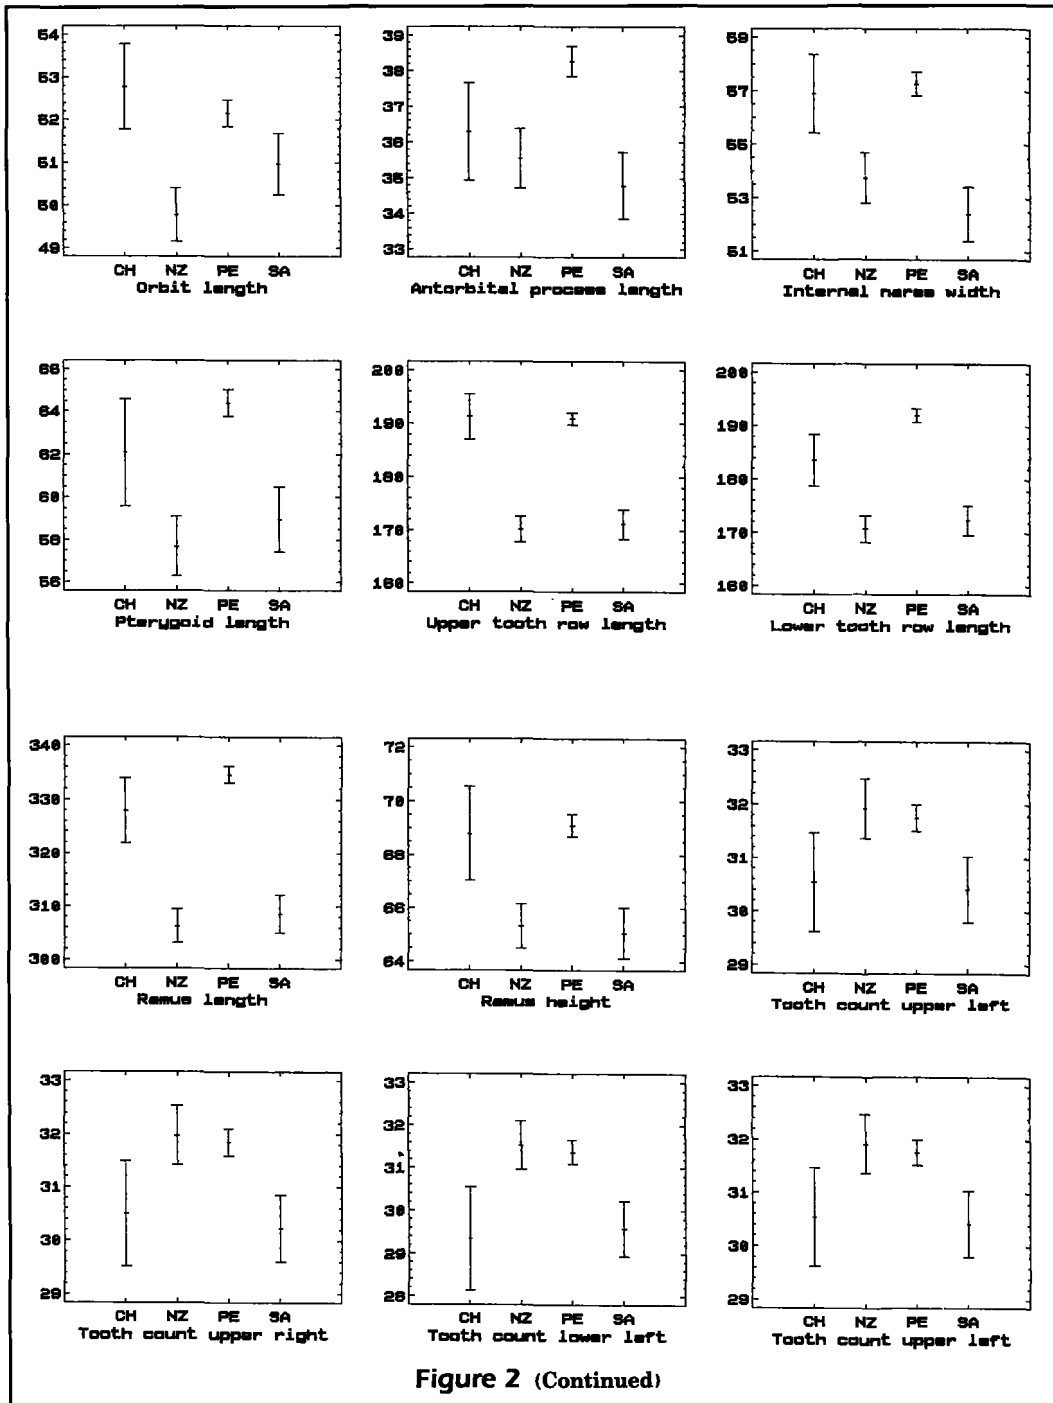 54
53
52
51
50
49
CH NZ PE SA
Orbit length
39
38
37
36
35
34
33
CH NZ PE SA
Antorbital process length
59
57
55
53
51
CH NZ PE SA
Internal nares width
66
64
62
60
58
56
CH NZ PE SA
Pterygoid length
200
190
180
170
160
CH NZ PE SA
Upper tooth row length
200
190
180
170
160
CH NZ PE SA
Lower tooth row length
340
330
320
310
300
CH NZ PE SA
Ramus length
72
70
68
66
64
CH NZ PE SA
Ramus height
33
32
31
30
29
CH NZ PE SA
Tooth count upper left
33
32
31
30
29
CH NZ PE SA
Tooth count upper right
33
32
31
30
29
28
CH NZ PE SA
Tooth count lower left
33
32
31
30
29
CH NZ PE SA
Tooth count upper left
Figure 2 (Continued)